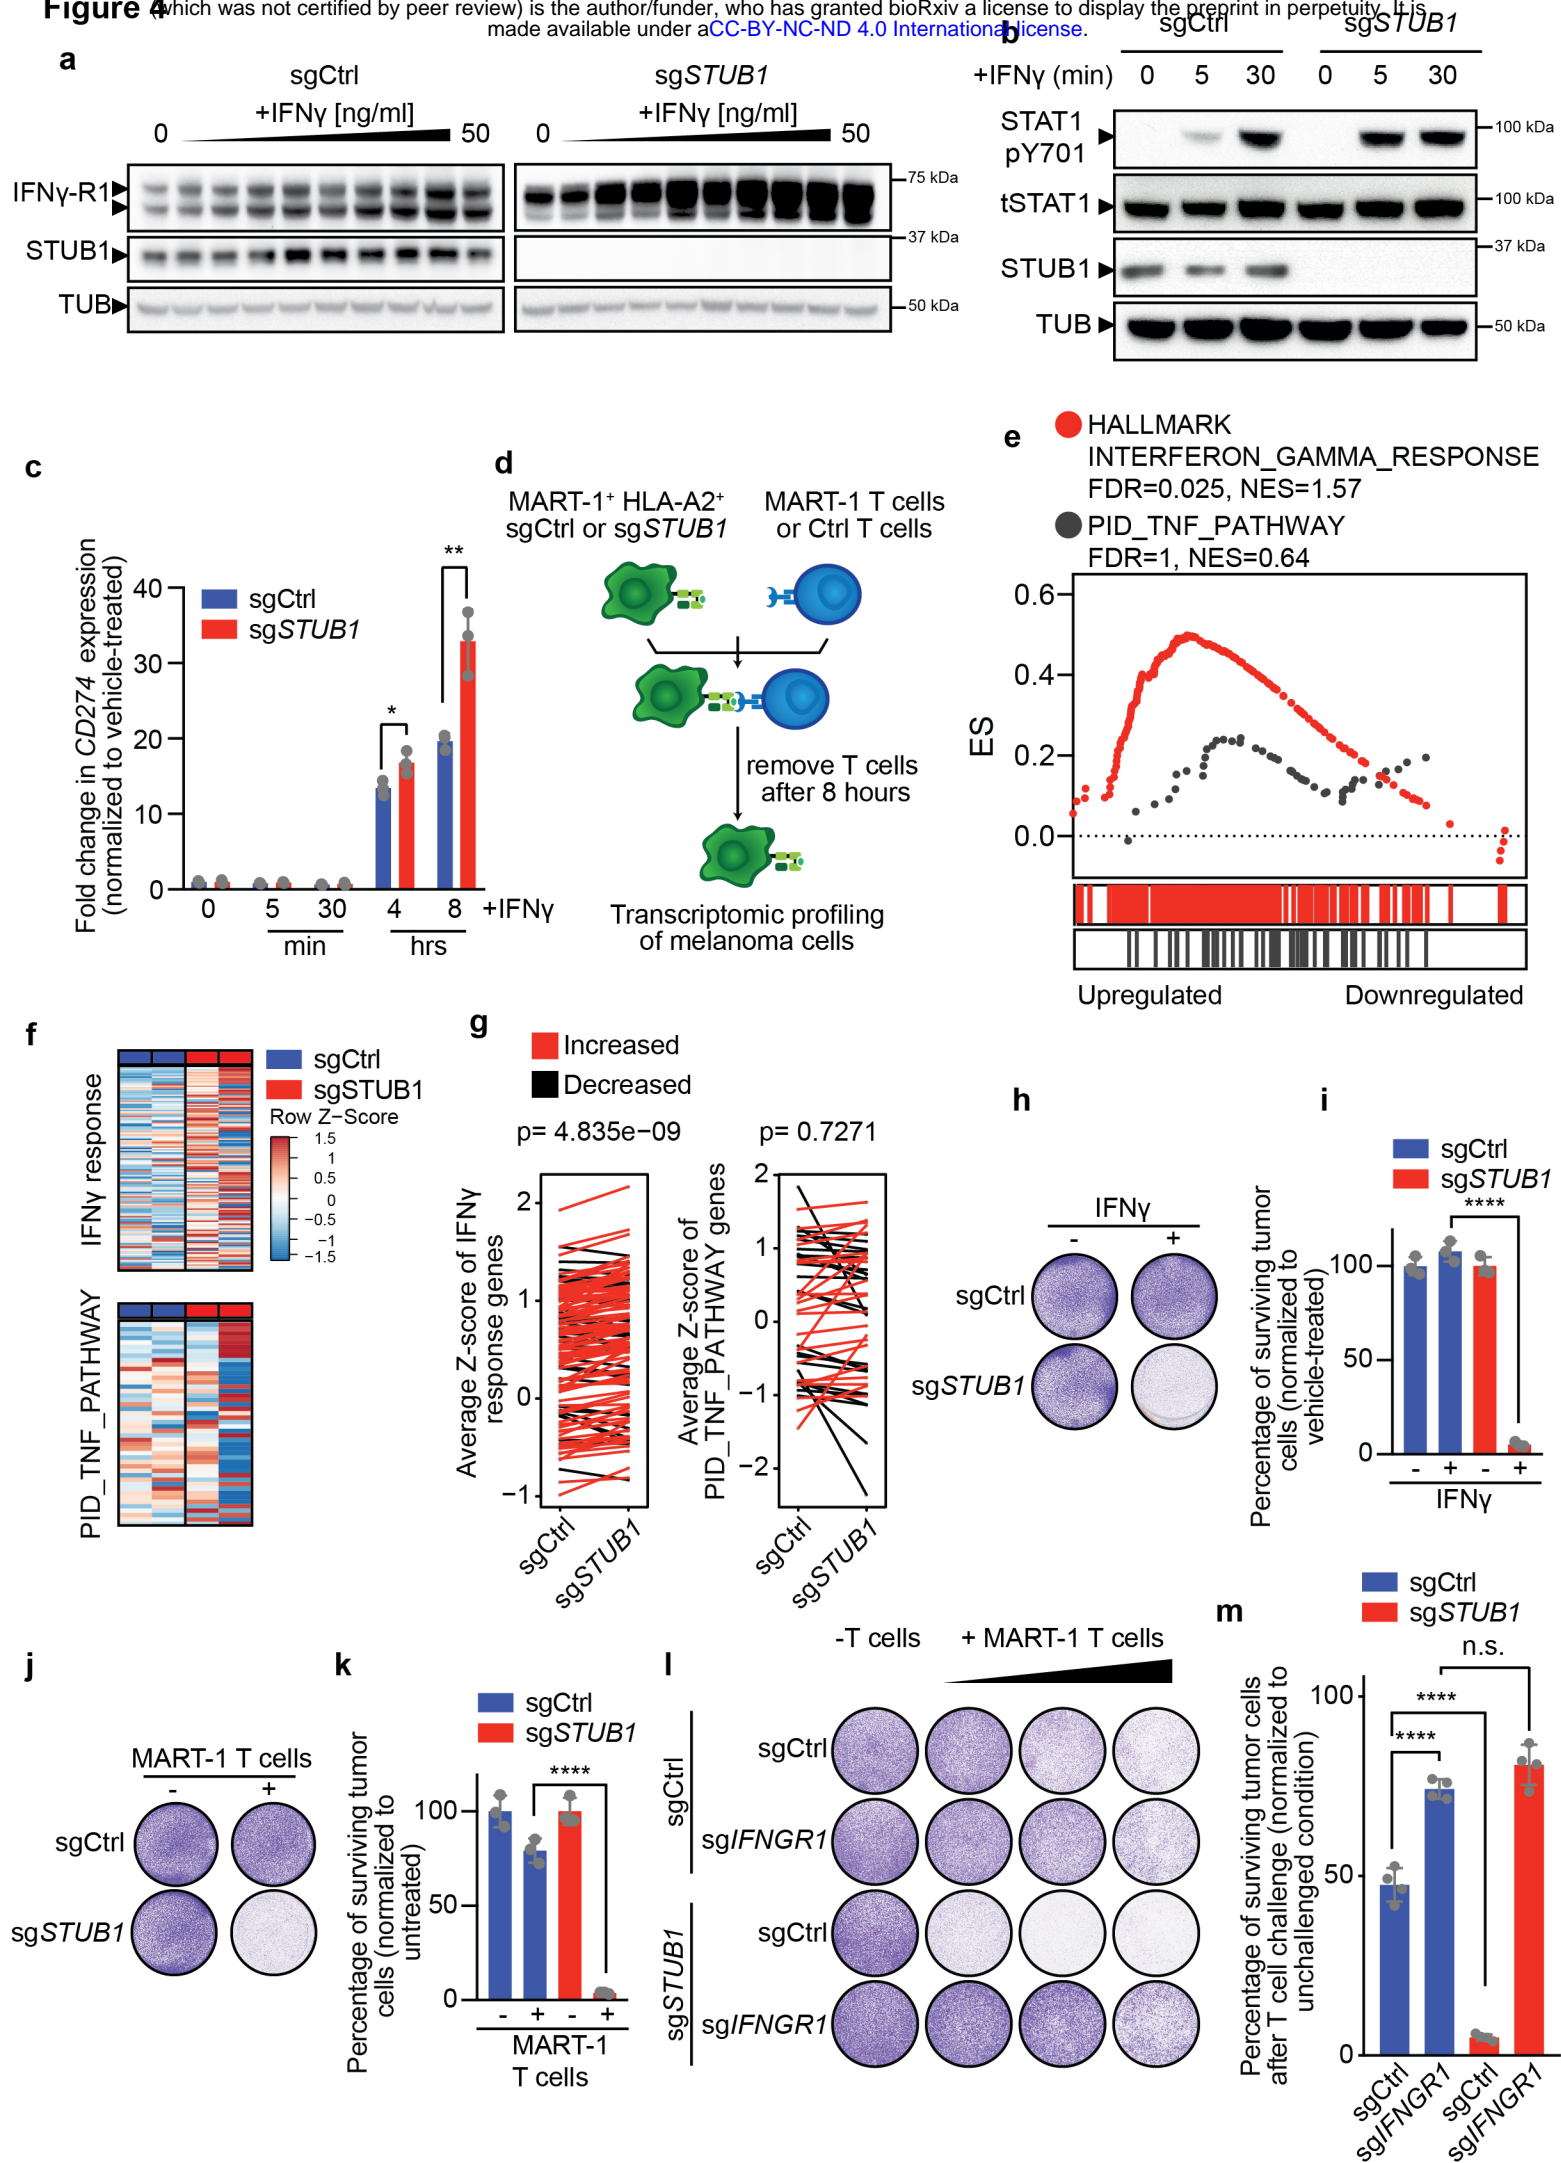 Figure 4
(which was not certified by peer review) is the author/funder, who has granted bioRxiv a license to display the preprint in perpetuity. It is
made available under aCC-BY-NC-ND 4.0 International license.
a
sgCtrl
sgSTUB1
+IFNγ [ng/ml]
+IFNγ [ng/ml]
0
50
0
50
IFNγ-R1
75 kDa
STUB1
37 kDa
TUB
50 kDa
b
sgCtrl
sgSTUB1
+IFNγ (min)
0
5
30
0
5
30
STAT1
pY701
100 kDa
tSTAT1
100 kDa
STUB1
37 kDa
TUB
50 kDa
c
Fold change in CD274 expression
(normalized to vehicle-treated)
40
30
20
10
0
sgCtrl
sgSTUB1
*
**
0
5
30
4
8
+IFNγ
min
hrs
d
MART-1+ HLA-A2+
sgCtrl or sgSTUB1
MART-1 T cells
or Ctrl T cells
remove T cells
after 8 hours
Transcriptomic profiling
of melanoma cells
e
HALLMARK
INTERFERON_GAMMA_RESPONSE
FDR=0.025, NES=1.57
PID_TNF_PATHWAY
FDR=1, NES=0.64
ES
0.6
0.4
0.2
0.0
Upregulated
Downregulated
f
IFNγ response
PID_TNF_PATHWAY
sgCtrl
sgSTUB1
Row Z−Score
1.5
1
0.5
0
−0.5
−1
−1.5
g
Increased
Decreased
p= 4.835e−09
p= 0.7271
Average Z-score of IFNγ
response genes
2
1
0
−1
sgCtrl
sgSTUB1
Average Z-score of
PID_TNF_PATHWAY genes
2
1
0
−1
−2
sgCtrl
sgSTUB1
h
IFNγ
-
+
sgCtrl
sgSTUB1
i
sgCtrl
sgSTUB1
****
Percentage of surviving tumor
cells (normalized to
vehicle-treated)
100
50
0
-
+
-
+
IFNγ
j
MART-1 T cells
-
+
sgCtrl
sgSTUB1
k
sgCtrl
sgSTUB1
****
Percentage of surviving tumor
cells (normalized to
untreated)
100
50
0
-
+
-
+
MART-1
T cells
l
-T cells
+ MART-1 T cells
sgCtrl
sgCtrl
sgIFNGR1
sgSTUB1
sgCtrl
sgIFNGR1
m
sgCtrl
sgSTUB1
n.s.
****
****
Percentage of surviving tumor cells
after T cell challenge (normalized to
unchallenged condition)
100
50
0
sgCtrl
sgIFNGR1
sgCtrl
sgIFNGR1